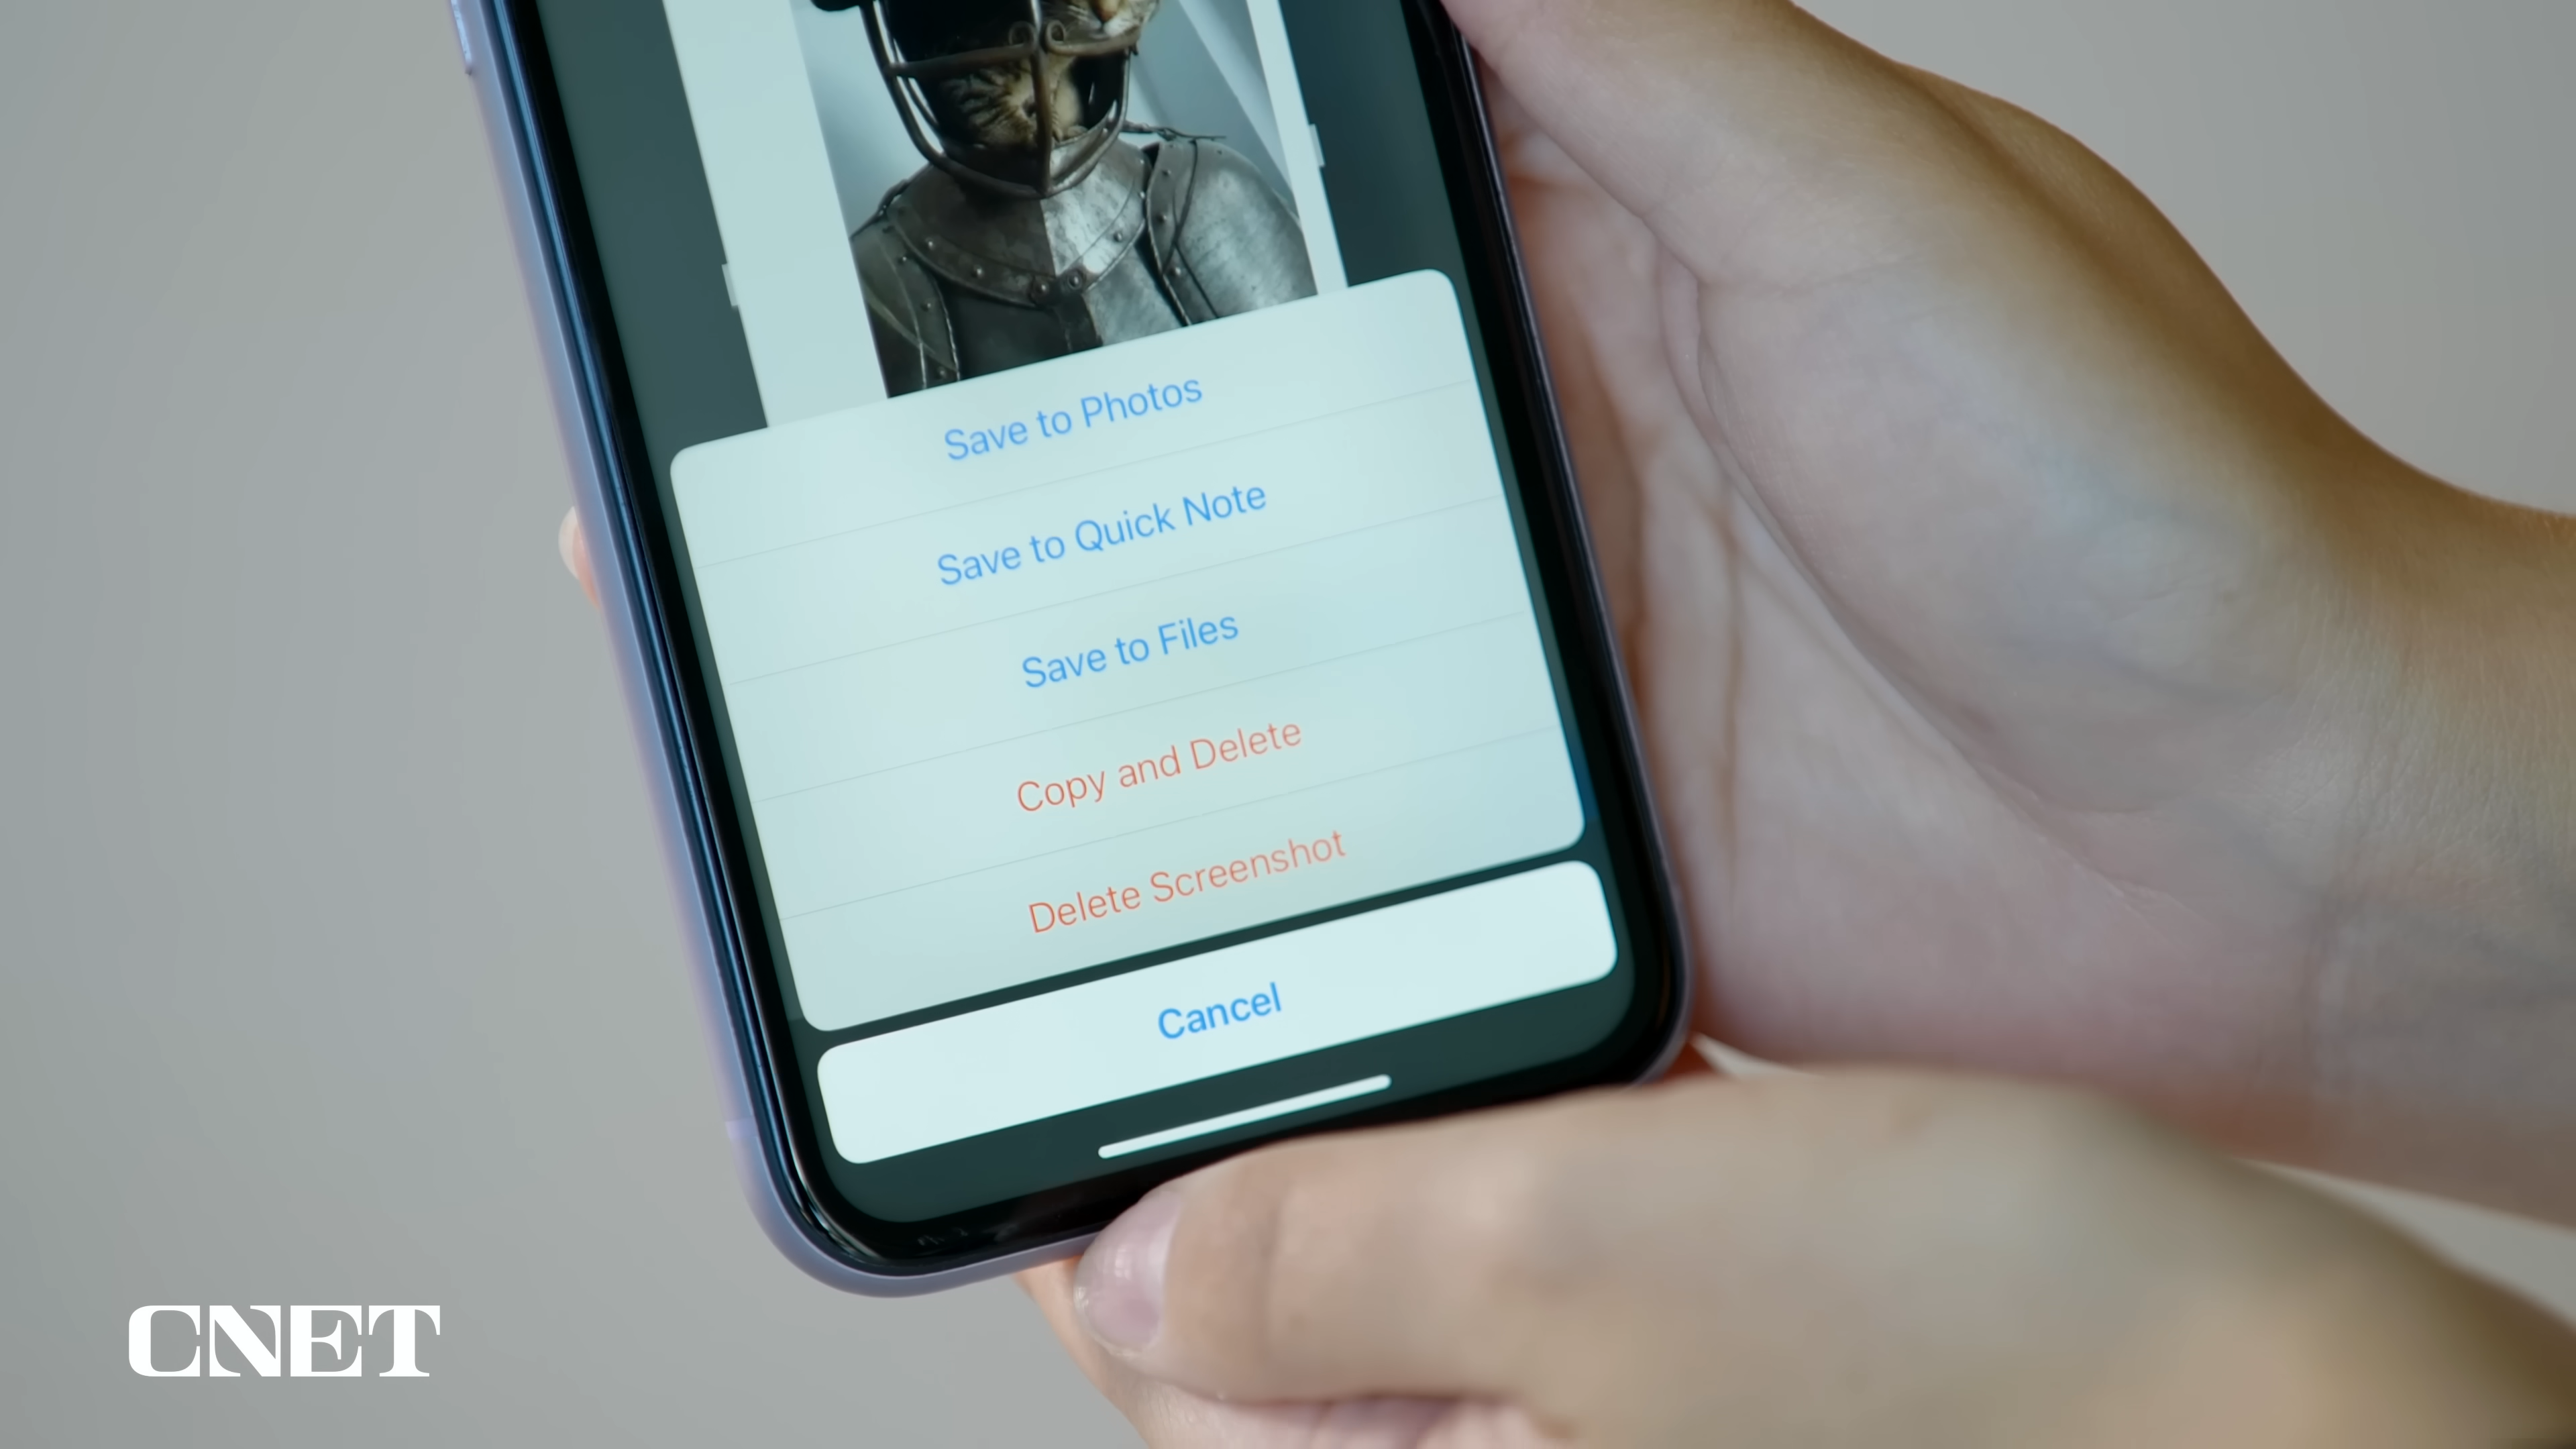 Save to Photos
Save to Quick Note
Save to Files
Copy and Delete
Delete Screenshot
Cancel
CNET